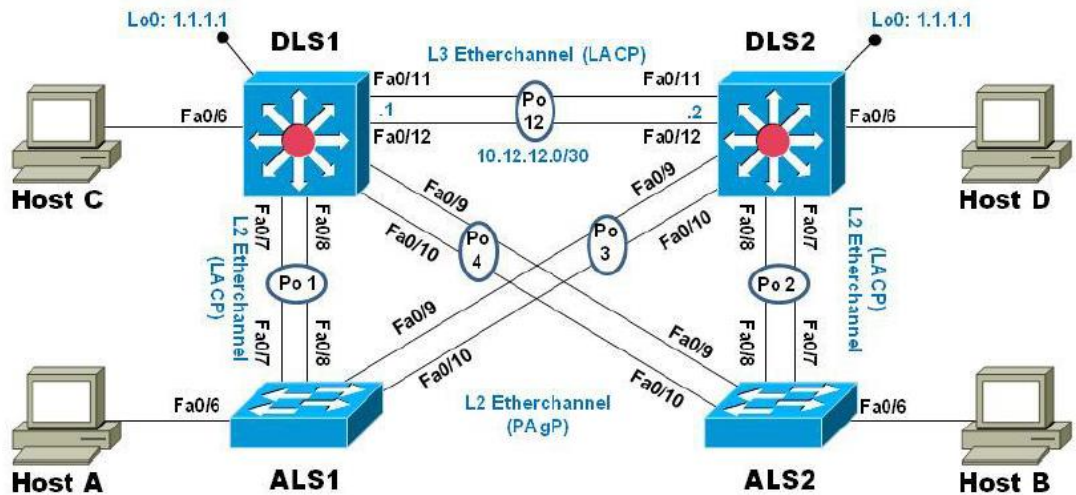 Lo0: 1.1.1.1
Lo0: 1.1.1.1
DLS1
DLS2
L3 Etherchannel (LACP)
Fa0/11
Fa0/11
Fa0/6
.1
Po
12
.2
Fa0/6
Fa0/12
Fa0/12
10.12.12.0/30
Host C
Host D
Fa0/9
Fa0/9
Fa0/7
Fa0/8
Fa0/10
Po
4
Po
3
Fa0/10
Fa0/8
Fa0/7
L2 Etherchannel
(LACP)
Po 1
Po 2
L2 Etherchannel
(LACP)
Fa0/7
Fa0/8
Fa0/9
Fa0/10
Fa0/9
Fa0/10
Fa0/8
Fa0/7
Fa0/6
L2 Etherchannel
(PAgP)
Fa0/6
Host A
ALS1
ALS2
Host B